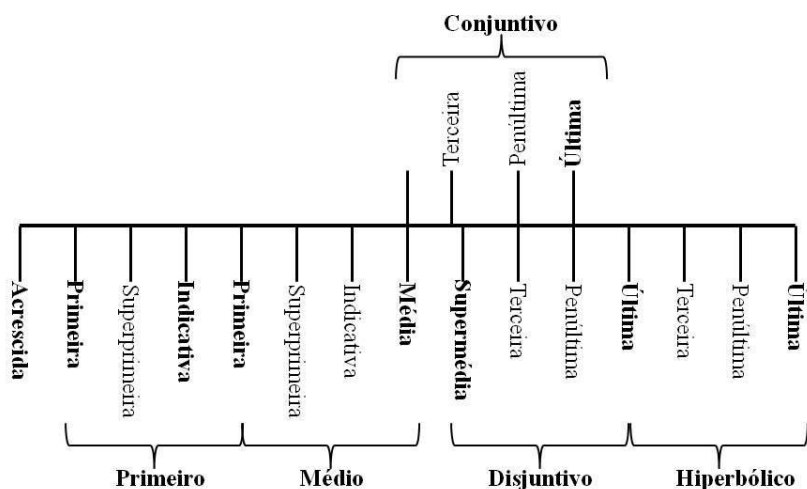 Conjuntivo
Terceira
Penúltima
Última
Acrescida
Primeira
Superprimeira
Indicativa
Primeira
Superprimeira
Indicativa
Média
Supermédia
Terceira
Penúltima
Última
Terceira
Penúltima
Última
Primeiro
Médio
Disjuntivo
Hiperbólico